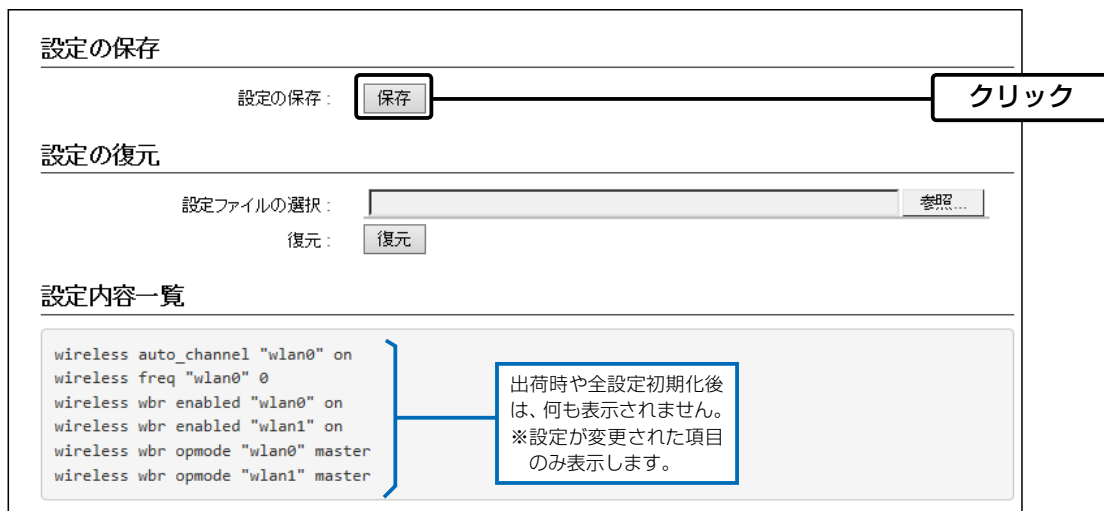 設定の保存
設定の保存： 保存
クリック
設定の復元
設定ファイルの選択： 参照...
復元： 復元
設定内容一覧
wireless auto_channel "wlan0" on
wireless freq "wlan0" 0
wireless wbr enabled "wlan0" on
wireless wbr enabled "wlan1" on
wireless wbr opmode "wlan0" master
wireless wbr opmode "wlan1" master
出荷時や全設定初期化後
は、何も表示されません。
※設定が変更された項目
のみ表示します。